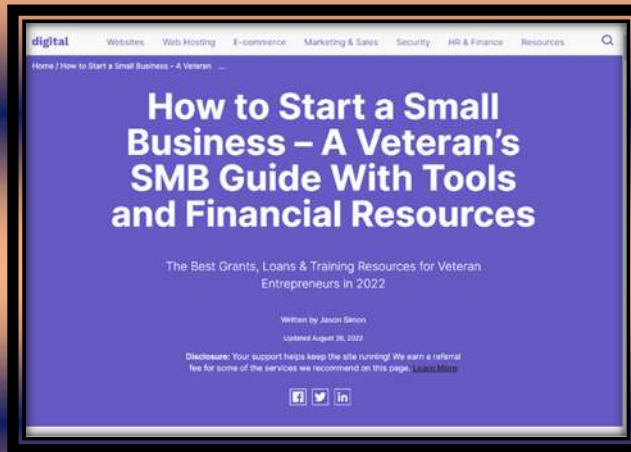 digital Websites Web Hosting E-commerce Marketing & Sales Security HR & Finance Resources
Home / How to Start a Small Business – A Veteran ...
How to Start a Small
Business – A Veteran's
SMB Guide With Tools
and Financial Resources
The Best Grants, Loans & Training Resources for Veteran
Entrepreneurs in 2022
Written by Jason Simon
Updated August 26, 2022
Disclosure: Your support helps keep the site running! We earn a referral
fee for some of the services we recommend on this page. Learn More